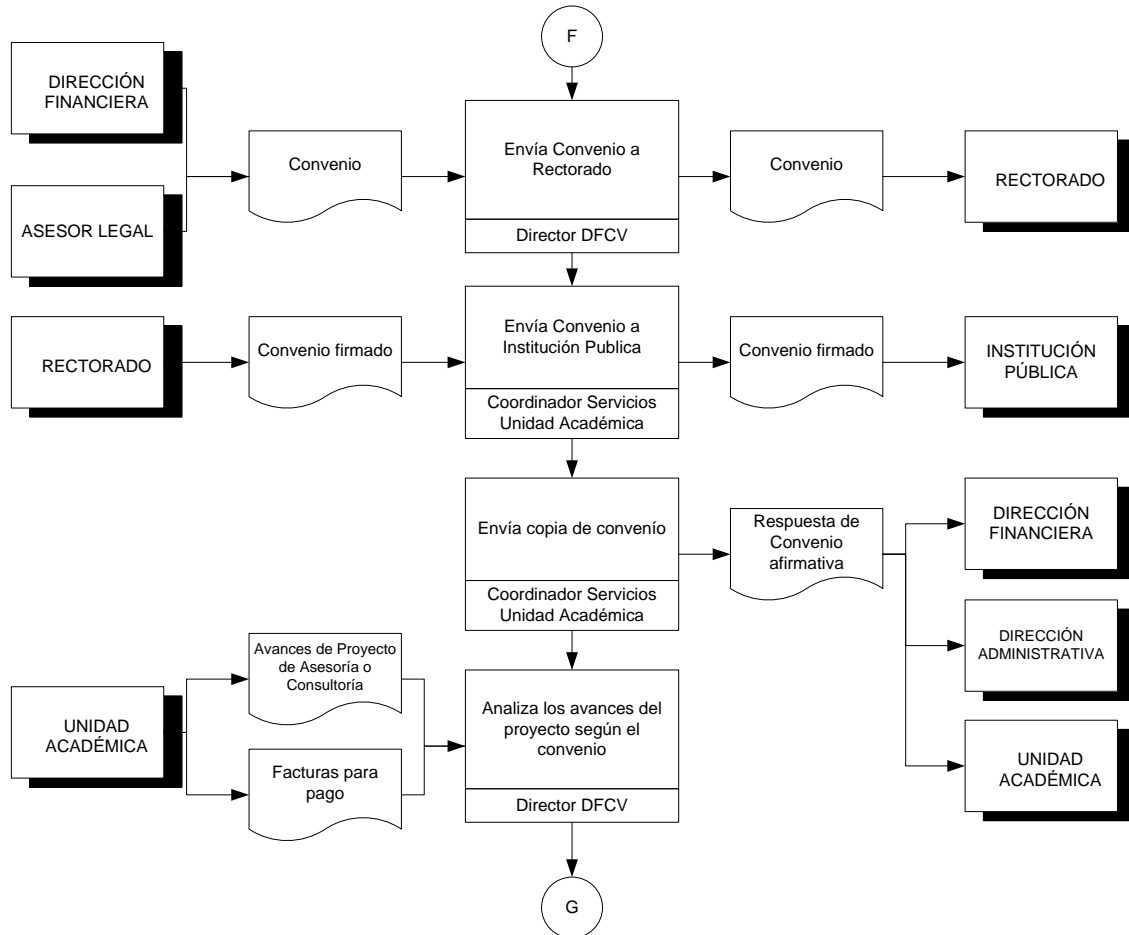 F
DIRECCIÓN
FINANCIERA
ASESOR LEGAL
Convenio
Envía Convenio a
Rectorado
Director DFCV
Convenio
RECTORADO
RECTORADO
Convenio firmado
Envía Convenio a
Institución Publica
Coordinador Servicios
Unidad Académica
Convenio firmado
INSTITUCIÓN
PÚBLICA
Envía copia de convenío
Coordinador Servicios
Unidad Académica
Respuesta de
Convenio
afirmativa
DIRECCIÓN
FINANCIERA
DIRECCIÓN
ADMINISTRATIVA
UNIDAD
ACADÉMICA
UNIDAD
ACADÉMICA
Avances de Proyecto
de Asesoría o
Consultoría
Facturas para
pago
Analiza los avances del
proyecto según el
convenio
Director DFCV
G